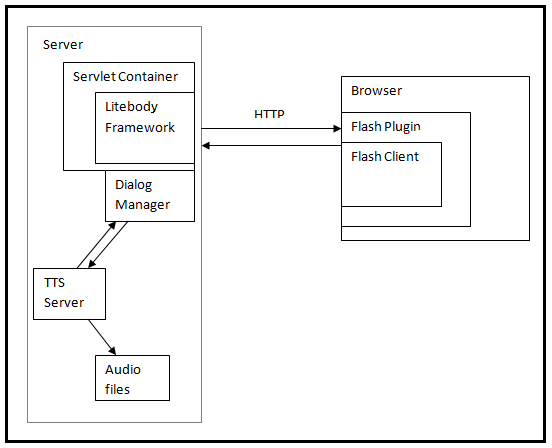 Server
Servlet Container
Litebody
Framework
Dialog
Manager
TTS
Server
Audio
files
HTTP
Browser
Flash Plugin
Flash Client